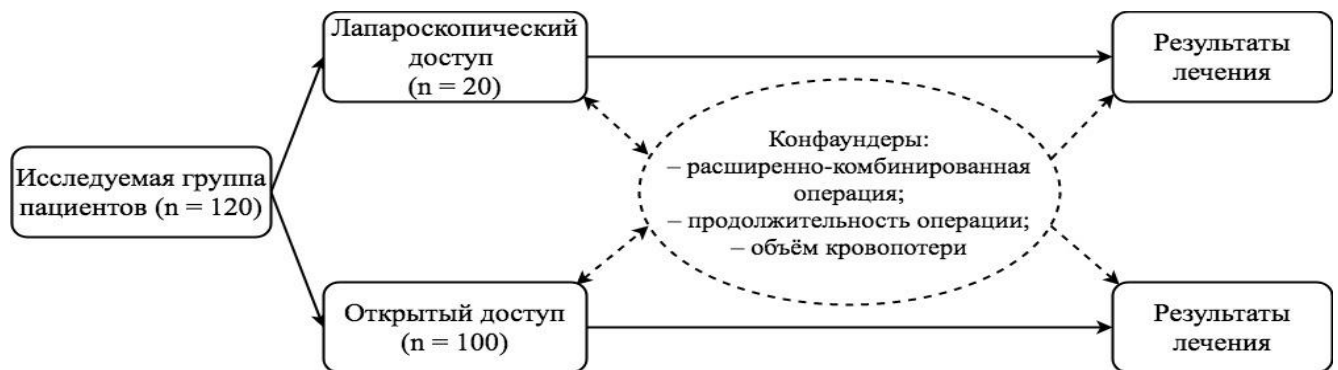 Лапароскопический
доступ
(n = 20)
Результаты
лечения
Исследуемая группа
пациентов (n = 120)
Конфаундеры:
– расширенно-комбинированная
операция;
– продолжительность операции;
– объём кровопотери
Открытый доступ
(n = 100)
Результаты
лечения